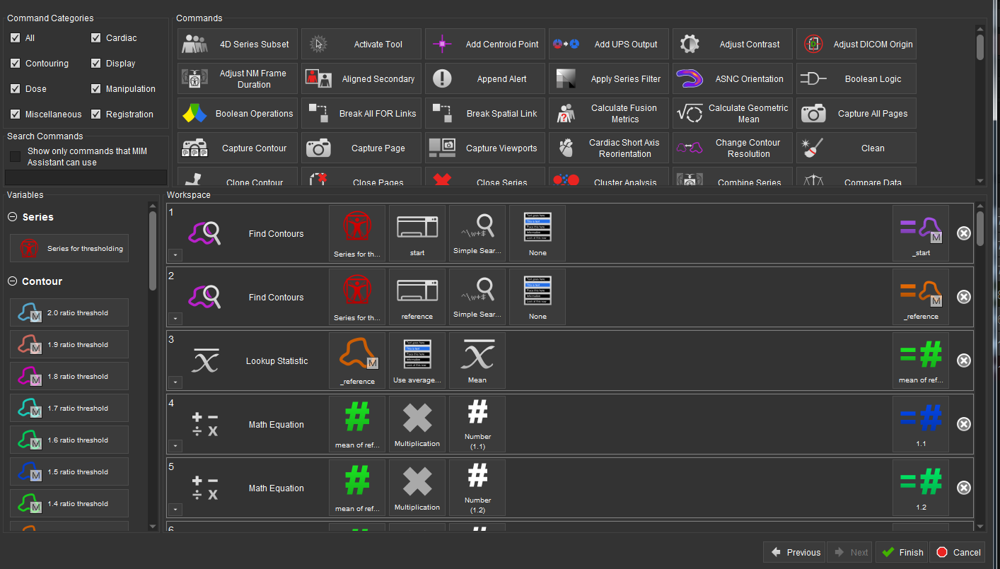 Command Categories
All
Cardiac
Contouring
Display
Dose
Manipulation
Miscellaneous
Registration
Search Commands
Show only commands that MIM
Assistant can use
Commands
4D Series Subset
Activate Tool
Add Centroid Point
Add UPS Output
Adjust Contrast
Adjust DICOM Origin
Adjust NM Frame
Duration
Aligned Secondary
Append Alert
Apply Series Filter
ASNC Orientation
Boolean Logic
Boolean Operations
Break All FOR Links
Break Spatial Link
Calculate Fusion
Metrics
Calculate Geometric
Mean
Capture All Pages
Capture Contour
Capture Page
Capture Viewports
Cardiac Short Axis
Reorientation
Change Contour
Resolution
Clean
Clone Contour
Close Pages
Close Series
Cluster Analysis
Combine Series
Compare Data
Variables
Series
Series for thresholding
Contour
M 2.0 ratio threshold
M 1.9 ratio threshold
M 1.8 ratio threshold
M 1.7 ratio threshold
M 1.6 ratio threshold
M 1.5 ratio threshold
M 1.4 ratio threshold
Workspace
1
Find Contours
Series for th...
start
^\w+$
Simple Sear...
None
= M
_start
2
Find Contours
Series for th...
reference
^\w+$
Simple Sear...
None
= M
_reference
3
x
Lookup Statistic
M
_reference
Use average...
x
Mean
=#
mean of ref...
4
+ −
÷ x
Math Equation
#
mean of ref...
Multiplication
#
Number
(1.1)
=#
1.1
5
+ −
÷ x
Math Equation
#
mean of ref...
Multiplication
#
Number
(1.2)
=#
1.2
6
Previous
Next
Finish
Cancel